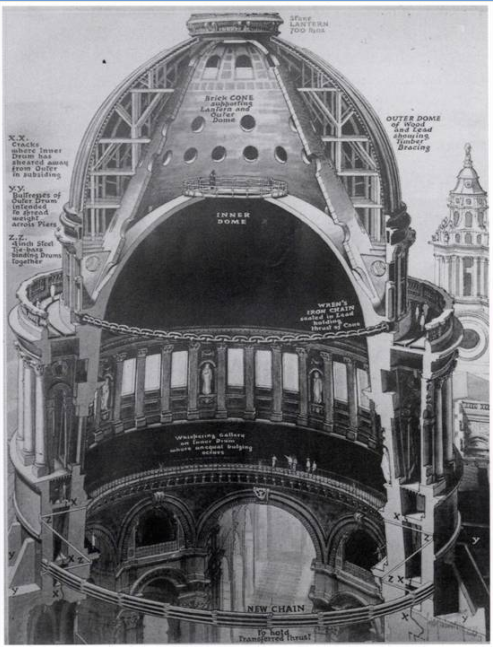 Stone
LANTERN
700 tons
Brick CONE
supporting
Lantern
and
Outer
Dome
OUTER DOME
of Wood
and Lead
showing
Timber
Bracing
X.X.
Cracks
where Inner
Drum has
sheared away
from Outer
in subsiding
Y.Y.
Buttresses of
Outer Drum
intended
to spread
weight
across Piers
Z.Z.
4 inch Steel
Tie-bars
binding Drums
together
INNER
DOME
WREN'S
IRON CHAIN
sealed in Lead
holding
thrust of Cone
Whispering Gallery
on Inner Drum
where unequal bulging
occurs
X
Z
Z
X
X
Z
Y
Y
X
Z
Z X
X
Y
Y
NEW CHAIN
To hold
Transferred Thrust